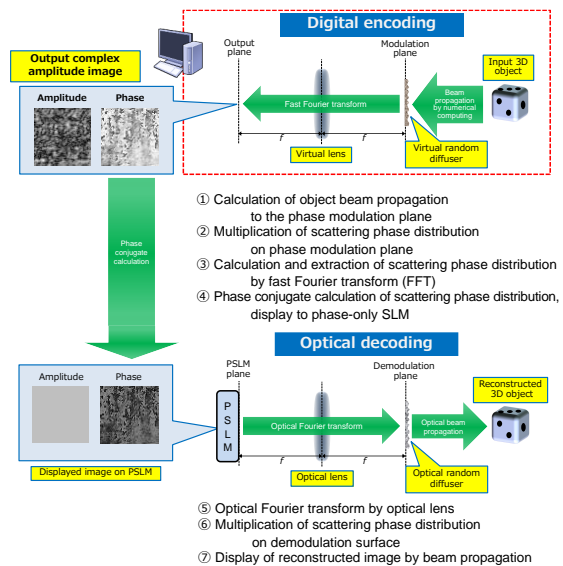 Digital encoding
Output
plane
Modulation
plane
Output complex
amplitude image
Input 3D
object
Amplitude
Phase
Fast Fourier transform
Beam
propagation
by numerical
computing
f
f
Virtual lens
Virtual random
diffuser
① Calculation of object beam propagation
to the phase modulation plane
② Multiplication of scattering phase distribution
on phase modulation plane
③ Calculation and extraction of scattering phase distribution
by fast Fourier transform (FFT)
④ Phase conjugate calculation of scattering phase distribution,
display to phase-only SLM
Phase
conjugate
calculation
Optical decoding
PSLM
plane
Demodulation
plane
Amplitude
Phase
Reconstructed
3D object
P
S
L
M
Optical Fourier transform
Optical beam
propagation
f
f
Displayed image on PSLM
Optical lens
Optical random
diffuser
⑤ Optical Fourier transform by optical lens
⑥ Multiplication of scattering phase distribution
on demodulation surface
⑦ Display of reconstructed image by beam propagation